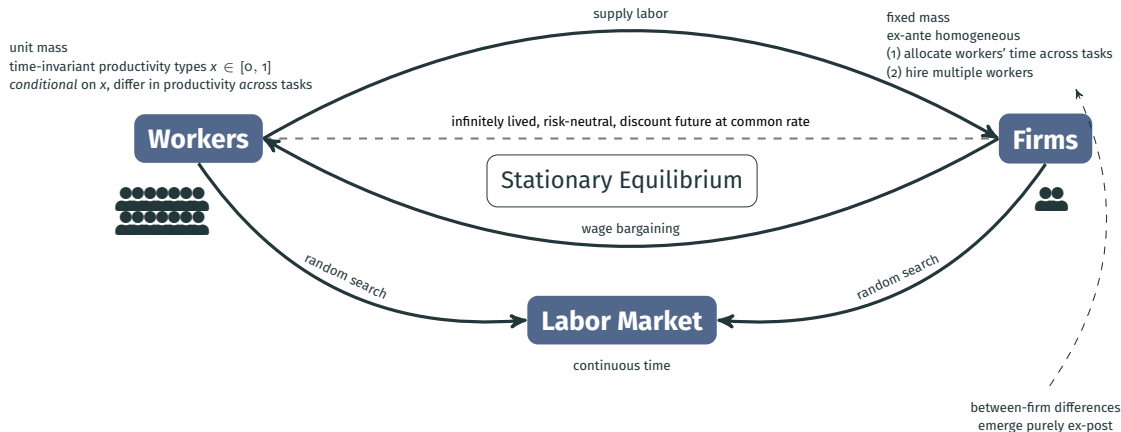 supply labor
fixed mass
ex-ante homogeneous
(1) allocate workers' time across tasks
(2) hire multiple workers
unit mass
time-invariant productivity types x ∈ [0, 1]
conditional on x, differ in productivity across tasks
Workers
infinitely lived, risk-neutral, discount future at common rate
Firms
Stationary Equilibrium
wage bargaining
random search
random search
Labor Market
continuous time
between-firm differences
emerge purely ex-post